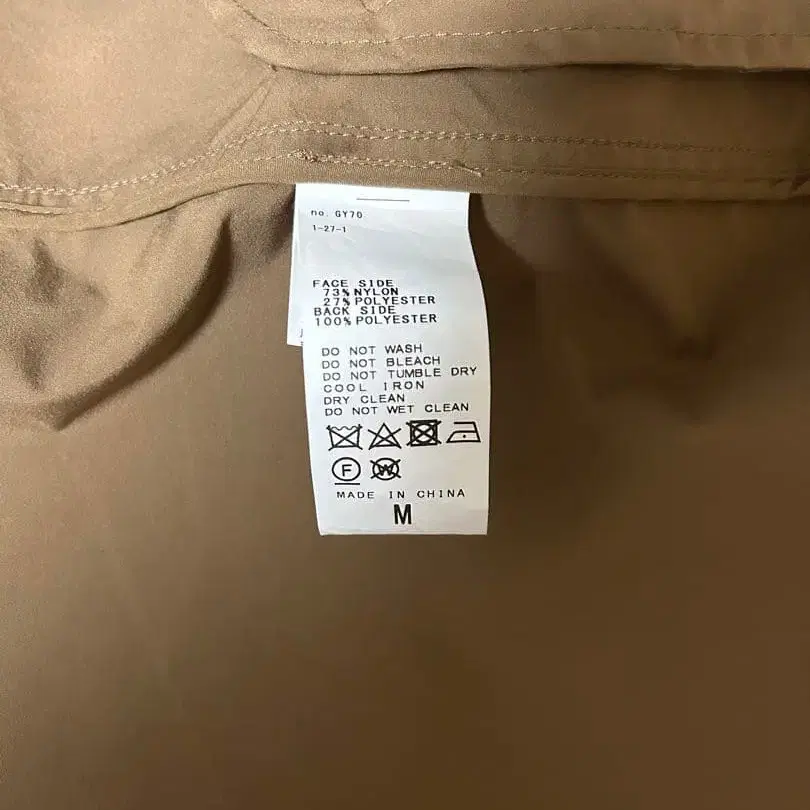 no. GY70
1-27-1
FACE SIDE
73% NYLON
27% POLYESTER
BACK SIDE
100% POLYESTER
DO NOT WASH
DO NOT BLEACH
DO NOT TUMBLE DRY
COOL IRON
DRY CLEAN
DO NOT WET CLEAN
F W
MADE IN CHINA
M